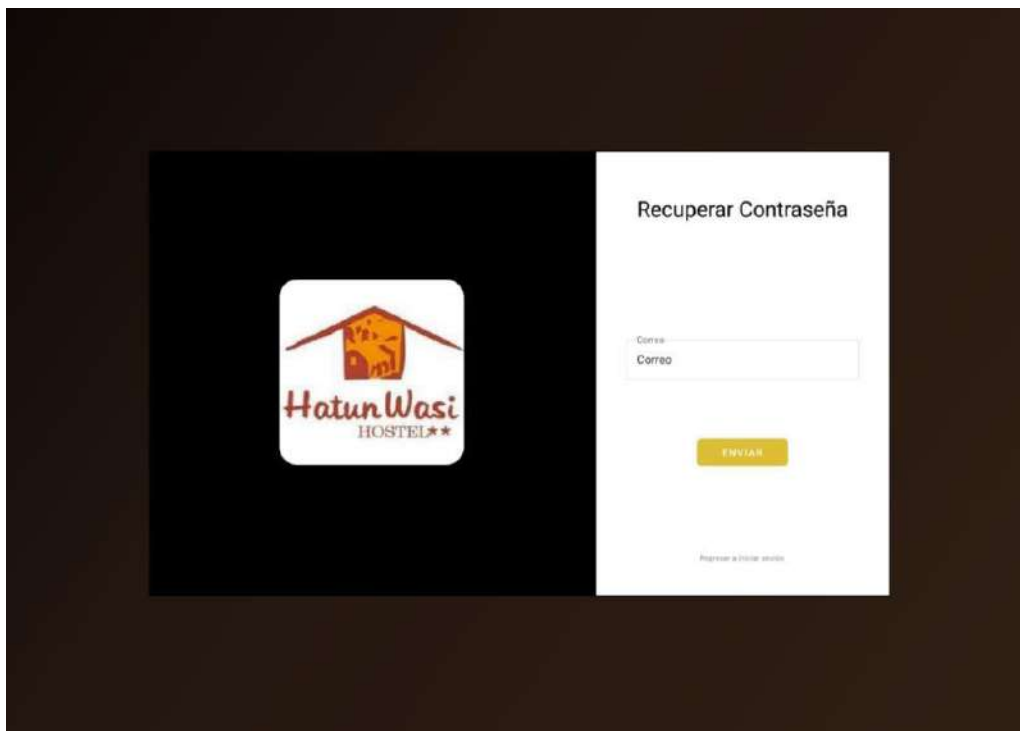 Recuperar Contraseña
Hatun Wasi
HOSTEL★★
Correo
Correo
ENVIAR
Regresar a iniciar sesión